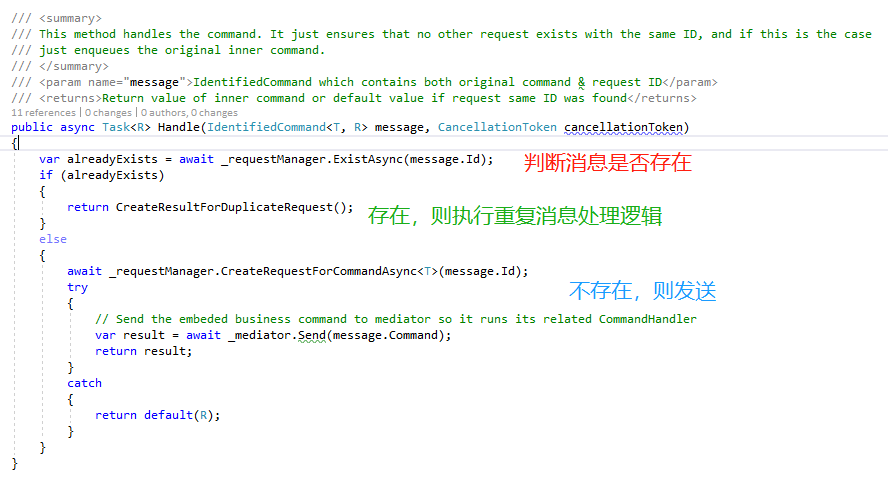 /// <summary>
/// This method handles the command. It just ensures that no other request exists with the same ID, and if this is the case
/// just enqueues the original inner command.
/// </summary>
/// <param name="message">IdentifiedCommand which contains both original command & request ID</param>
/// <returns>Return value of inner command or default value if request same ID was found</returns>
11 references | 0 changes | 0 authors, 0 changes
public async Task<R> Handle(IdentifiedCommand<T, R> message, CancellationToken cancellationToken)
{
var alreadyExists = await _requestManager.ExistAsync(message.Id); 判断消息是否存在
if (alreadyExists)
{
return CreateResultForDuplicateRequest(); 存在，则执行重复消息处理逻辑
}
else
{
await _requestManager.CreateRequestForCommandAsync<T>(message.Id);
try 不存在，则发送
{
// Send the embeded business command to mediator so it runs its related CommandHandler
var result = await _mediator.Send(message.Command);
return result;
}
catch
{
return default(R);
}
}
}